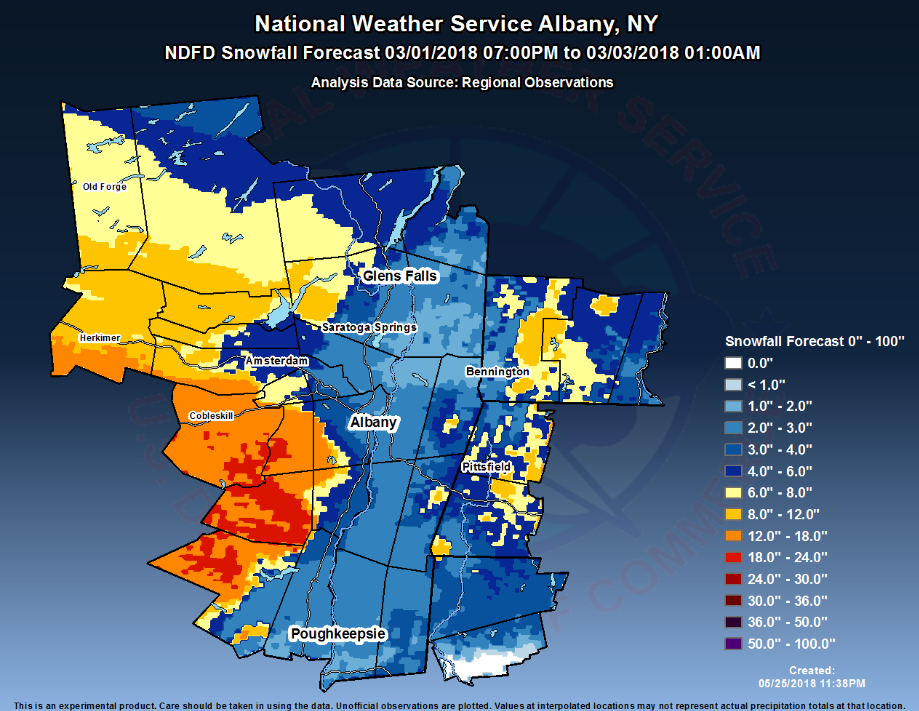 National Weather Service Albany, NY
NDFD Snowfall Forecast 03/01/2018 07:00PM to 03/03/2018 01:00AM
Analysis Data Source: Regional Observations
Old Forge
Glens Falls
Saratoga Springs
Herkimer
Amsterdam
Bennington
Cobleskill
Albany
Pittsfield
Poughkeepsie
Snowfall Forecast 0" - 100"
0.0"
< 1.0"
1.0" - 2.0"
2.0" - 3.0"
3.0" - 4.0"
4.0" - 6.0"
6.0" - 8.0"
8.0" - 12.0"
12.0" - 18.0"
18.0" - 24.0"
24.0" - 30.0"
30.0" - 36.0"
36.0" - 50.0"
50.0" - 100.0"
Created:
05/25/2018 11:38PM
This is an experimental product. Care should be taken in using the data. Unofficial observations are plotted. Values at interpolated locations may not represent actual precipitation totals at that location.